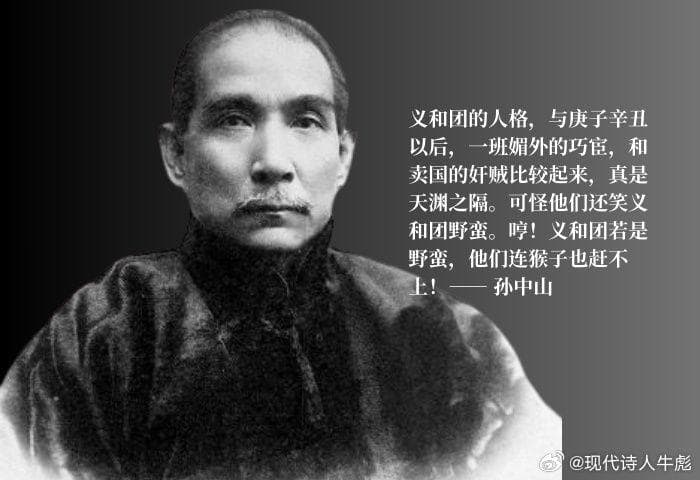 义和团的人格，与庚子辛丑
以后，一班媚外的巧宦，和
卖国的奸贼比较起来，真是
天渊之隔。可怪他们还笑义
和团野蛮。哼！义和团若是
野蛮，他们连猴子也赶不
上！—— 孙中山
@现代诗人牛彪